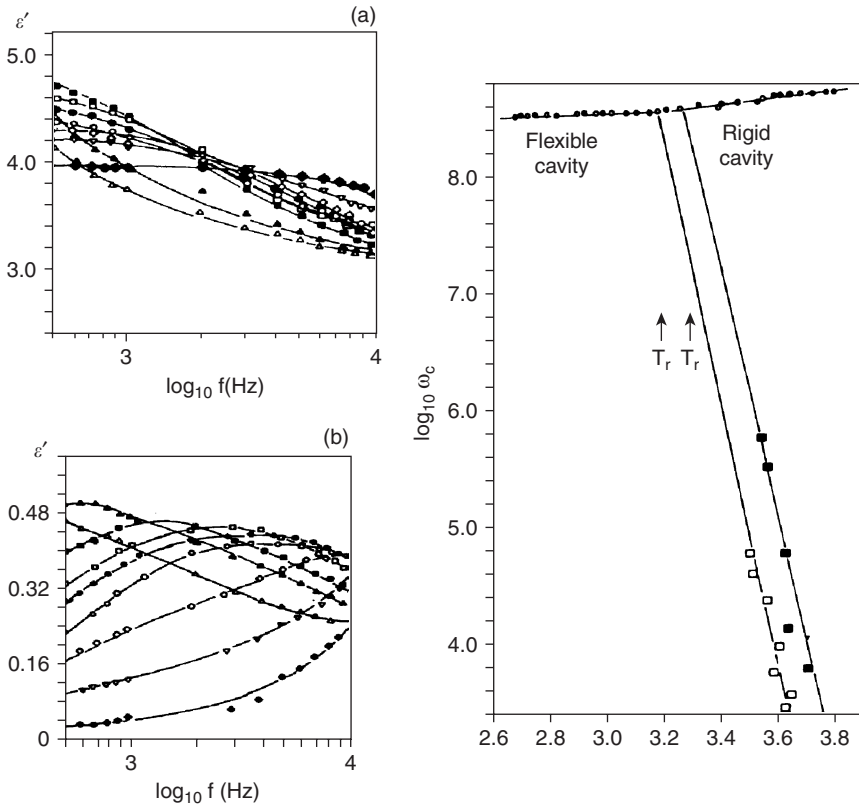 (a)
ε′
5.0
4.0
3.0
3
4
log₁₀ f(Hz)
(b)
ε′
0.48
0.32
0.16
0
3
4
log₁₀ f (Hz)
Flexible cavity
Rigid cavity
8.0
7.0
6.0
5.0
4.0
log₁₀ ω꜀
Tᵣ Tᵣ
2.6 2.8 3.0 3.2 3.4 3.6 3.8